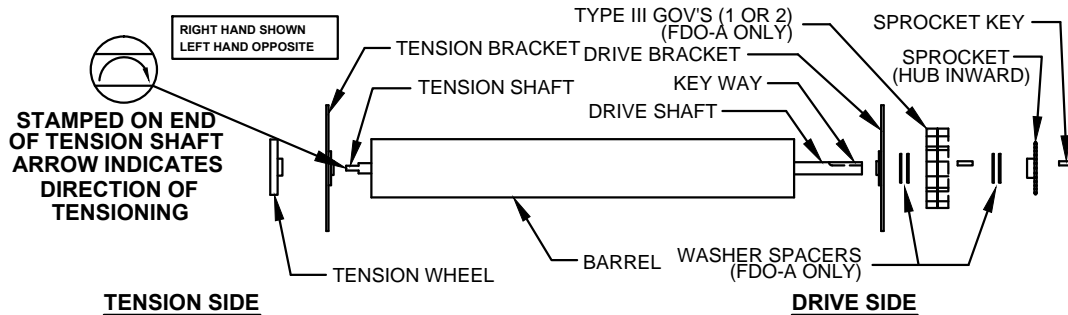 RIGHT HAND SHOWN
LEFT HAND OPPOSITE
STAMPED ON END
OF TENSION SHAFT
ARROW INDICATES
DIRECTION OF
TENSIONING
TENSION BRACKET
TENSION SHAFT
TENSION WHEEL
BARREL
TYPE III GOV'S (1 OR 2)
(FDO-A ONLY)
DRIVE BRACKET
KEY WAY
DRIVE SHAFT
SPROCKET KEY
SPROCKET
(HUB INWARD)
WASHER SPACERS
(FDO-A ONLY)
TENSION SIDE
DRIVE SIDE